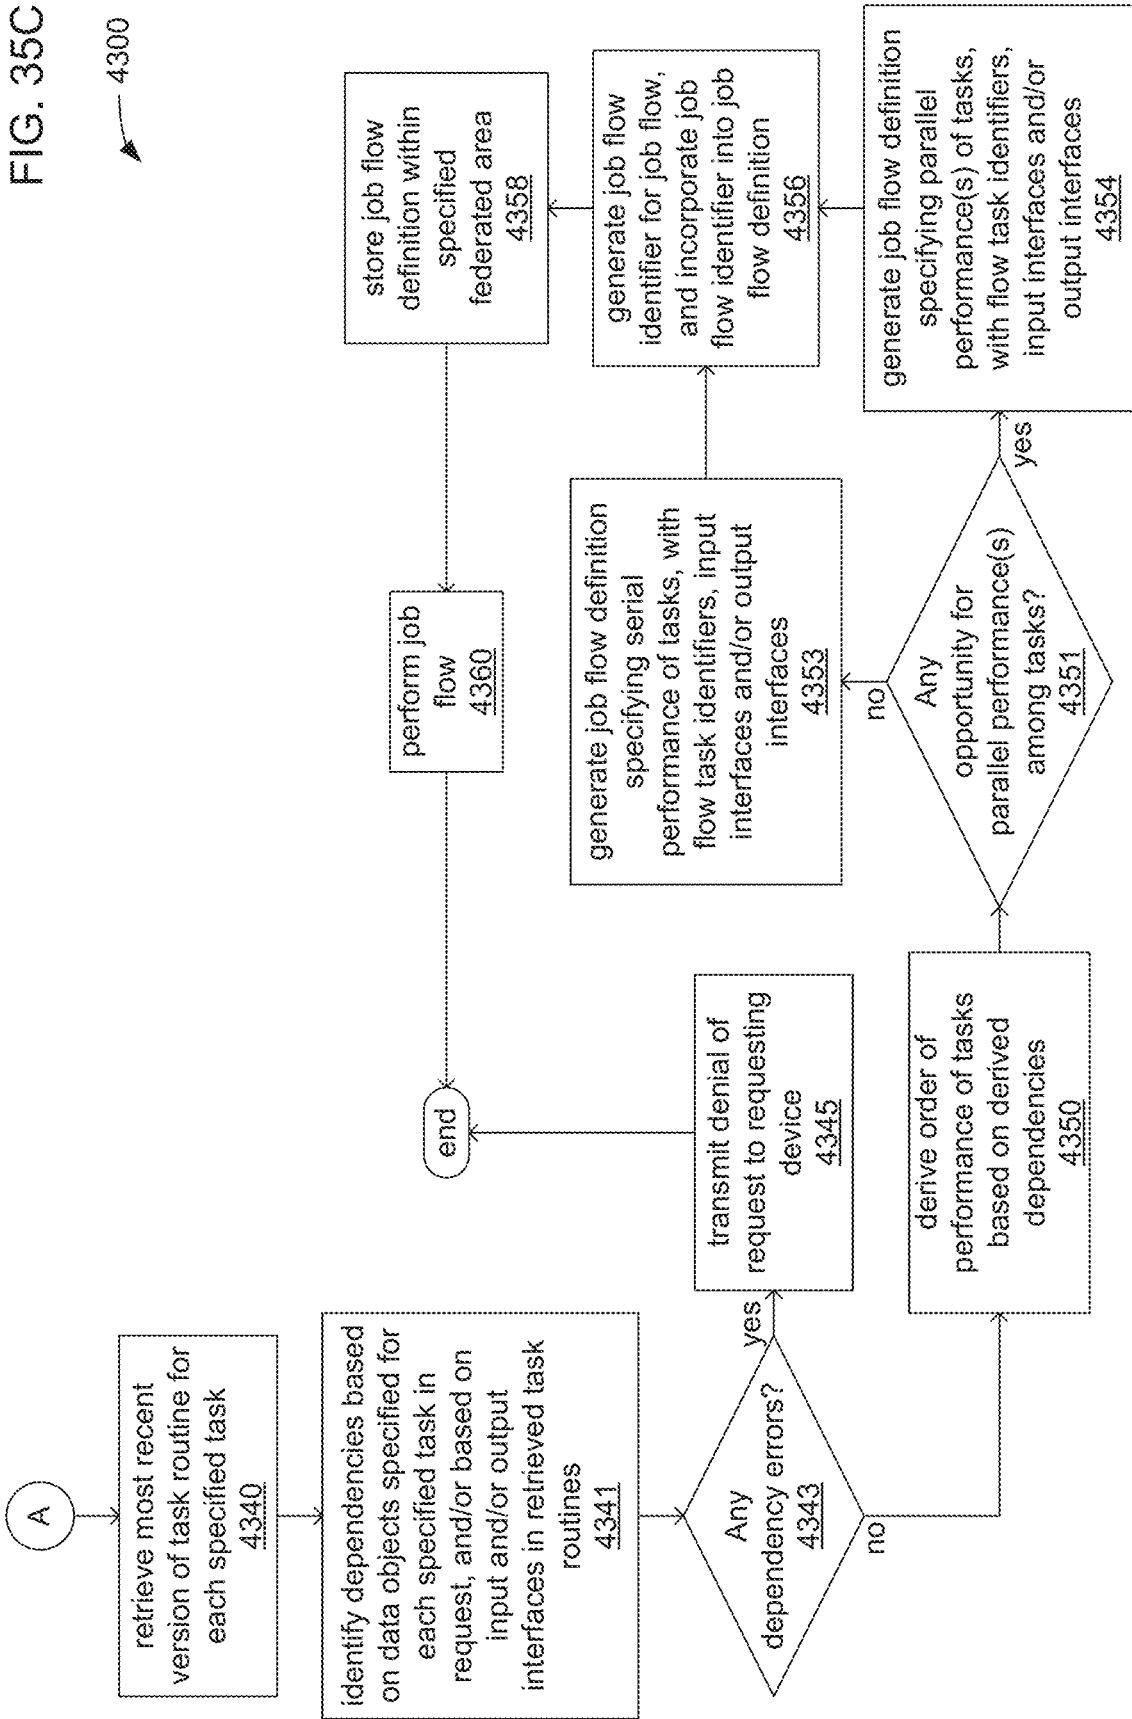 FIG. 35C
4300
A
retrieve most recent
version of task routine for
each specified task
4340
identify dependencies based
on data objects specified for
each specified task in
request, and/or based on
input and/or output
interfaces in retrieved task
routines
4341
Any
dependency errors?
4343
yes
no
transmit denial of
request to requesting
device
4345
end
derive order of
performance of tasks
based on derived
dependencies
4350
Any
opportunity for
parallel performance(s)
among tasks?
4351
no
yes
generate job flow definition
specifying serial
performance of tasks, with
flow task identifiers, input
interfaces and/or output
interfaces
4353
generate job flow definition
specifying parallel
performance(s) of tasks,
with flow task identifiers,
input interfaces and/or
output interfaces
4354
generate job flow
identifier for job flow,
and incorporate job
flow identifier into job
flow definition
4356
store job flow
definition within
specified
federated area
4358
perform job
flow
4360